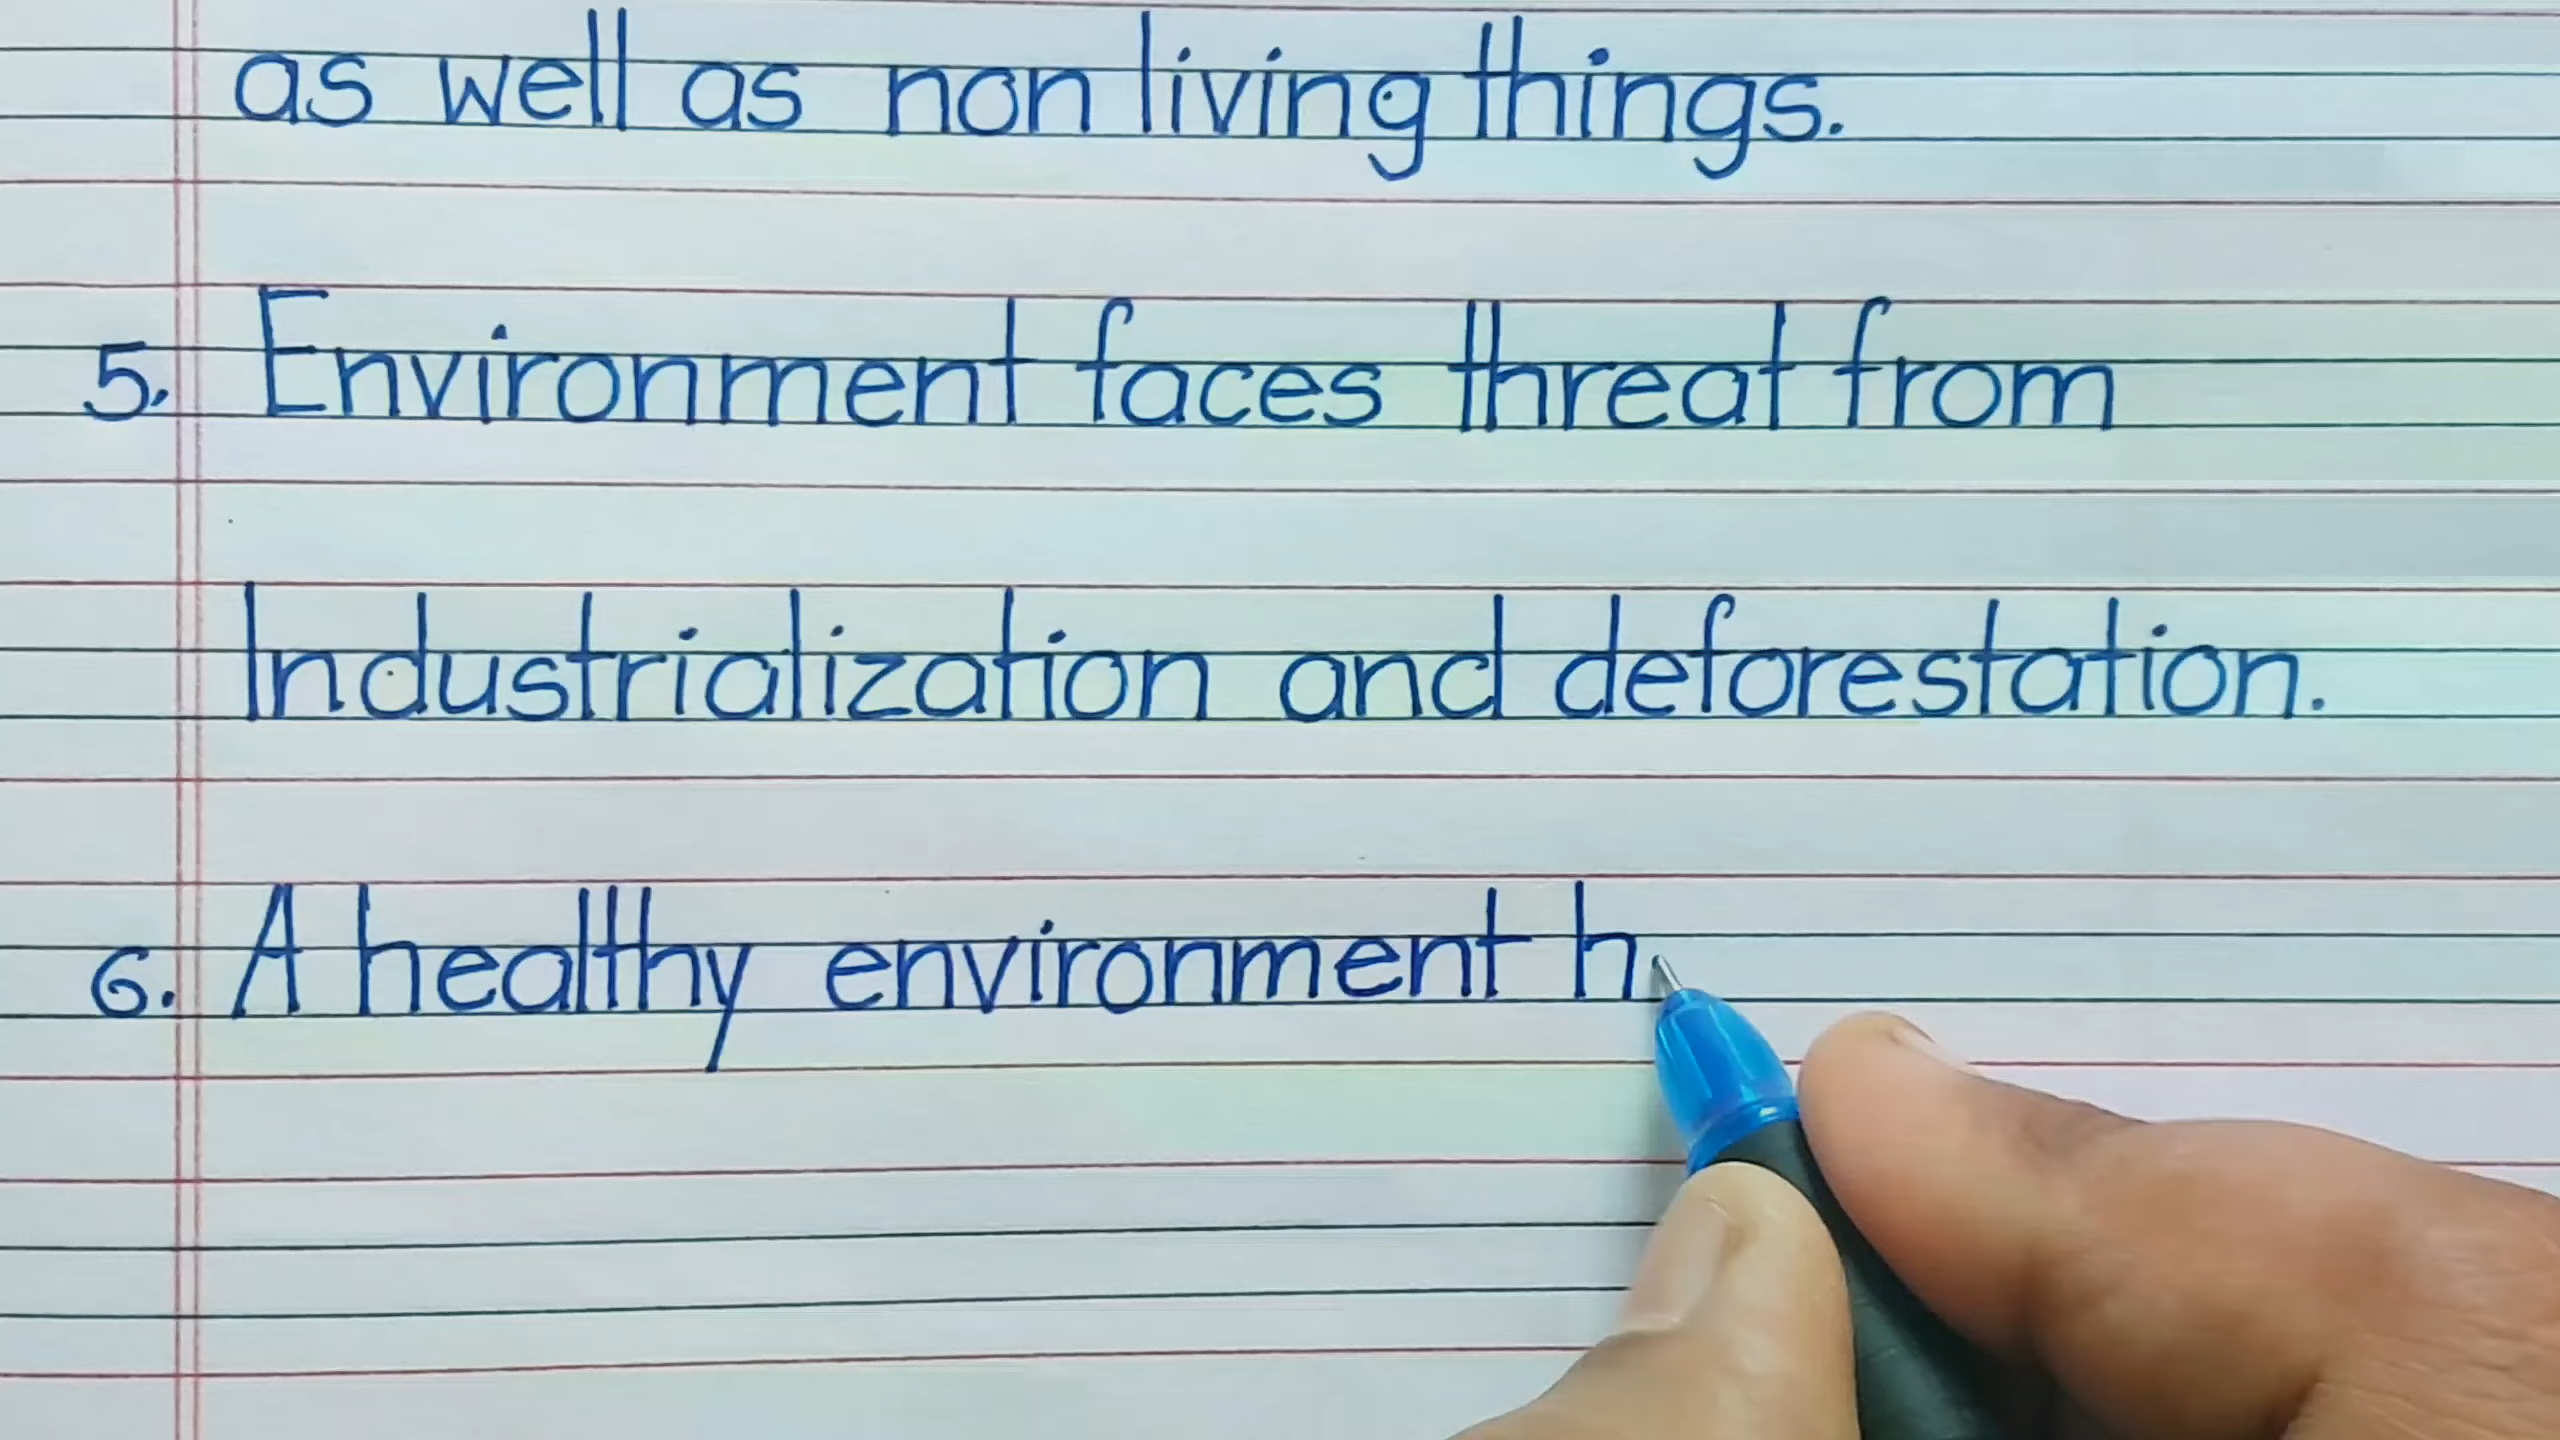 as well as non living things.
5. Environment faces threat from
Industrialization and deforestation.
6. A healthy environment h